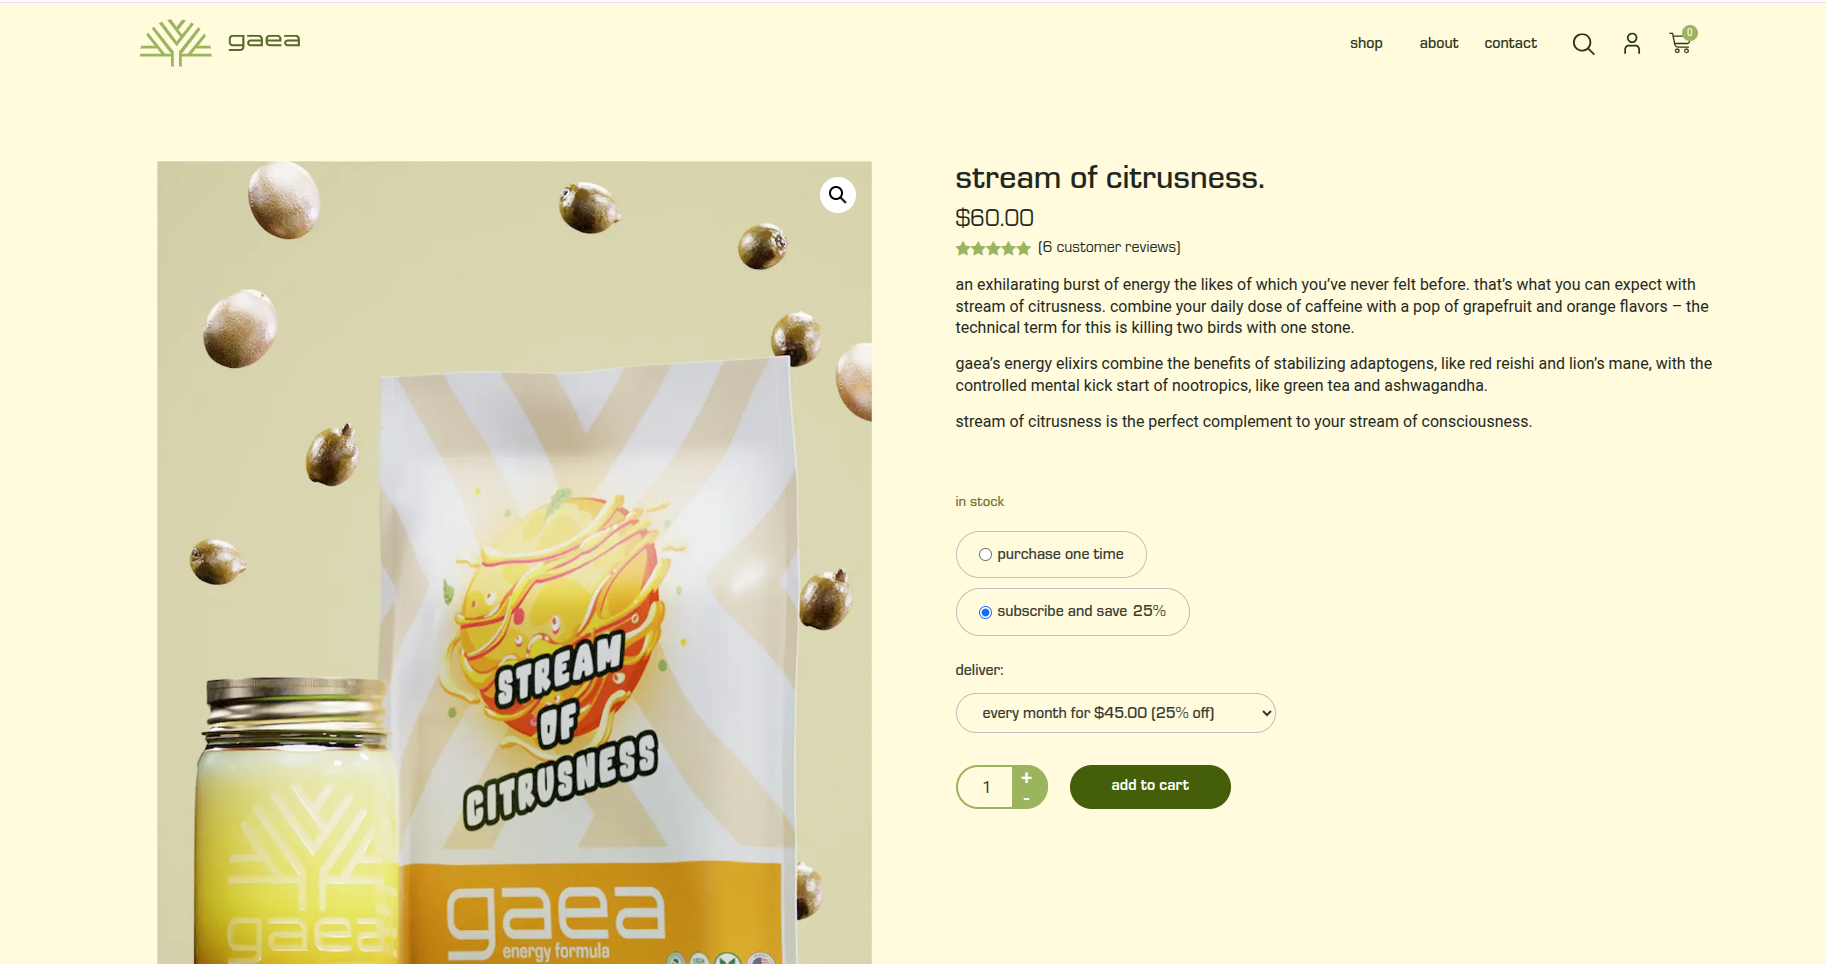 gaea
shop about contact 0
stream of citrusness.
$60.00
(6 customer reviews)
an exhilarating burst of energy the likes of which you’ve never felt before. that’s what you can expect with
stream of citrusness. combine your daily dose of caffeine with a pop of grapefruit and orange flavors – the
technical term for this is killing two birds with one stone.
gaea’s energy elixirs combine the benefits of stabilizing adaptogens, like red reishi and lion’s mane, with the
controlled mental kick start of nootropics, like green tea and ashwagandha.
stream of citrusness is the perfect complement to your stream of consciousness.
in stock
purchase one time
subscribe and save 25%
deliver:
every month for $45.00 (25% off)
1 + -
add to cart
STREAM
OF
CITRUSNESS
gaea
energy formula
gaea